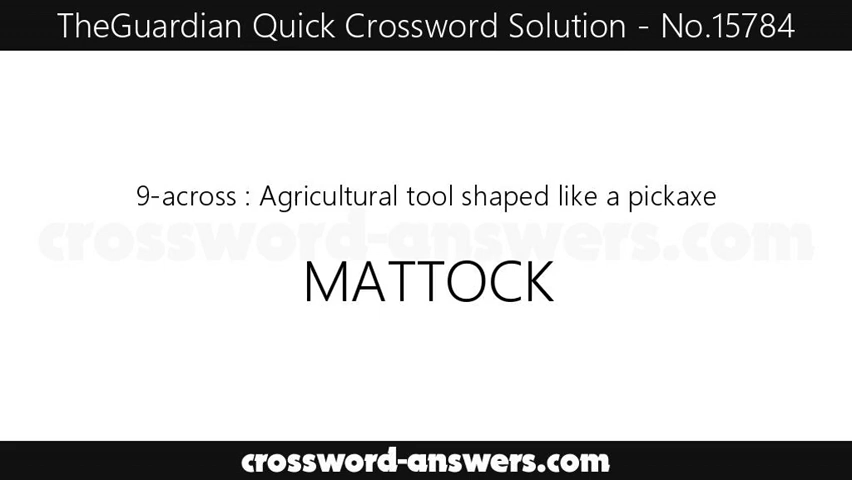 TheGuardian Quick Crossword Solution - No.15784
9-across : Agricultural tool shaped like a pickaxe
crossword-answers.com
MATTOCK
crossword-answers.com